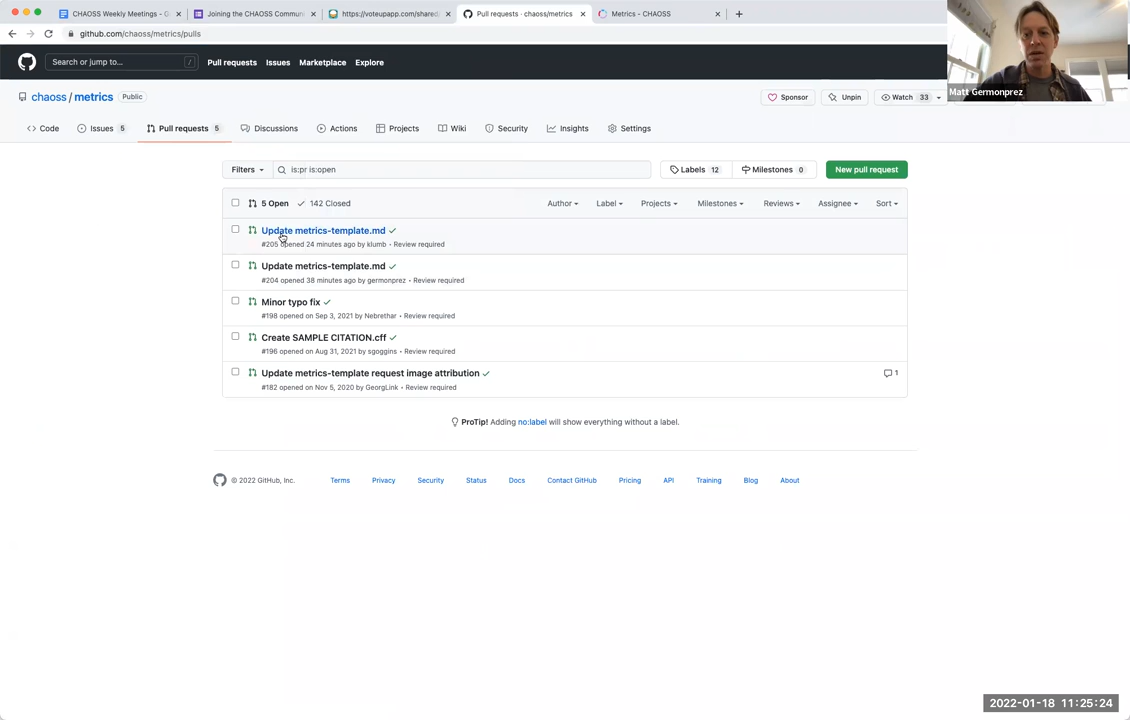 CHAOSS Weekly Meetings - G
Joining the CHAOSS Commun
https://voteupapp.com/shared
Pull requests · chaoss/metrics
Metrics - CHAOSS
github.com/chaoss/metrics/pulls
Search or jump to... /
Pull requests Issues Marketplace Explore
chaoss / metrics Public
Sponsor Unpin Watch 33
Matt Germonprez
Code Issues 5 Pull requests 5 Discussions Actions Projects Wiki Security Insights Settings
Filters is:pr is:open Labels 12 Milestones 0 New pull request
5 Open 142 Closed Author Label Projects Milestones Reviews Assignee Sort
Update metrics-template.md
#205 opened 24 minutes ago by klumb • Review required
Update metrics-template.md
#204 opened 38 minutes ago by germonprez • Review required
Minor typo fix
#198 opened on Sep 3, 2021 by Nebrethar • Review required
Create SAMPLE CITATION.cff
#196 opened on Aug 31, 2021 by sgoggins • Review required
Update metrics-template request image attribution 1
#182 opened on Nov 5, 2020 by GeorgLink • Review required
ProTip! Adding no:label will show everything without a label.
© 2022 GitHub, Inc. Terms Privacy Security Status Docs Contact GitHub Pricing API Training Blog About
2022-01-18 11:25:24